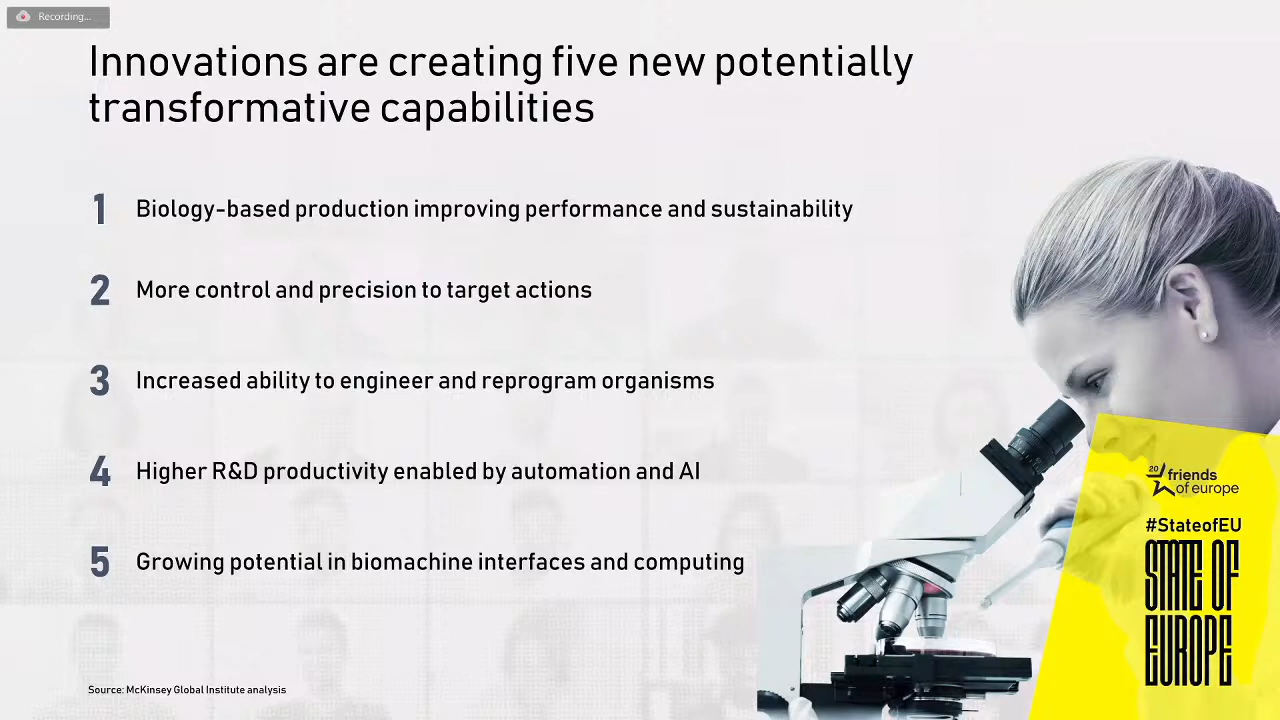 Recording...
Innovations are creating five new potentially
transformative capabilities
1 Biology-based production improving performance and sustainability
2 More control and precision to target actions
3 Increased ability to engineer and reprogram organisms
4 Higher R&D productivity enabled by automation and AI
5 Growing potential in biomachine interfaces and computing
20 friends
of europe
#StateofEU
STATE OF
EUROPE
Source: McKinsey Global Institute analysis